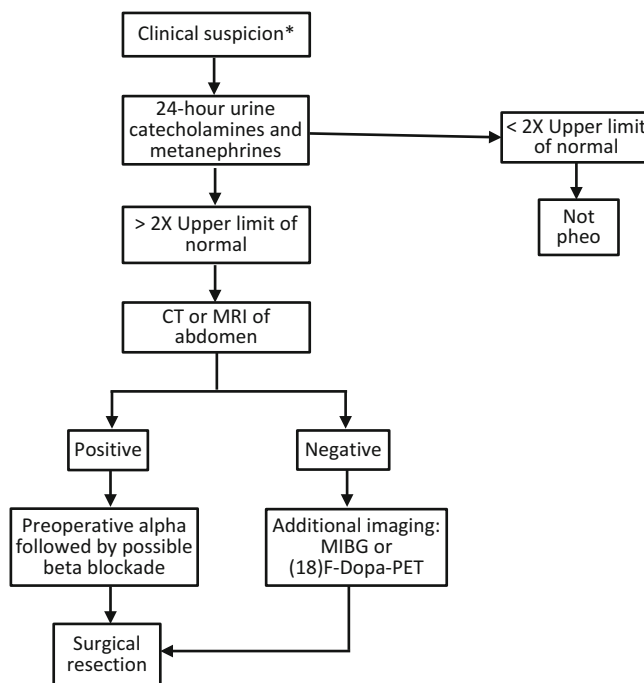 Clinical suspicion*
24-hour urine
catecholamines and
metanephrines
< 2X Upper limit
of normal
Not
pheo
> 2X Upper limit of
normal
CT or MRI of
abdomen
Positive
Negative
Preoperative alpha
followed by possible
beta blockade
Additional imaging:
MIBG or
(18)F-Dopa-PET
Surgical
resection